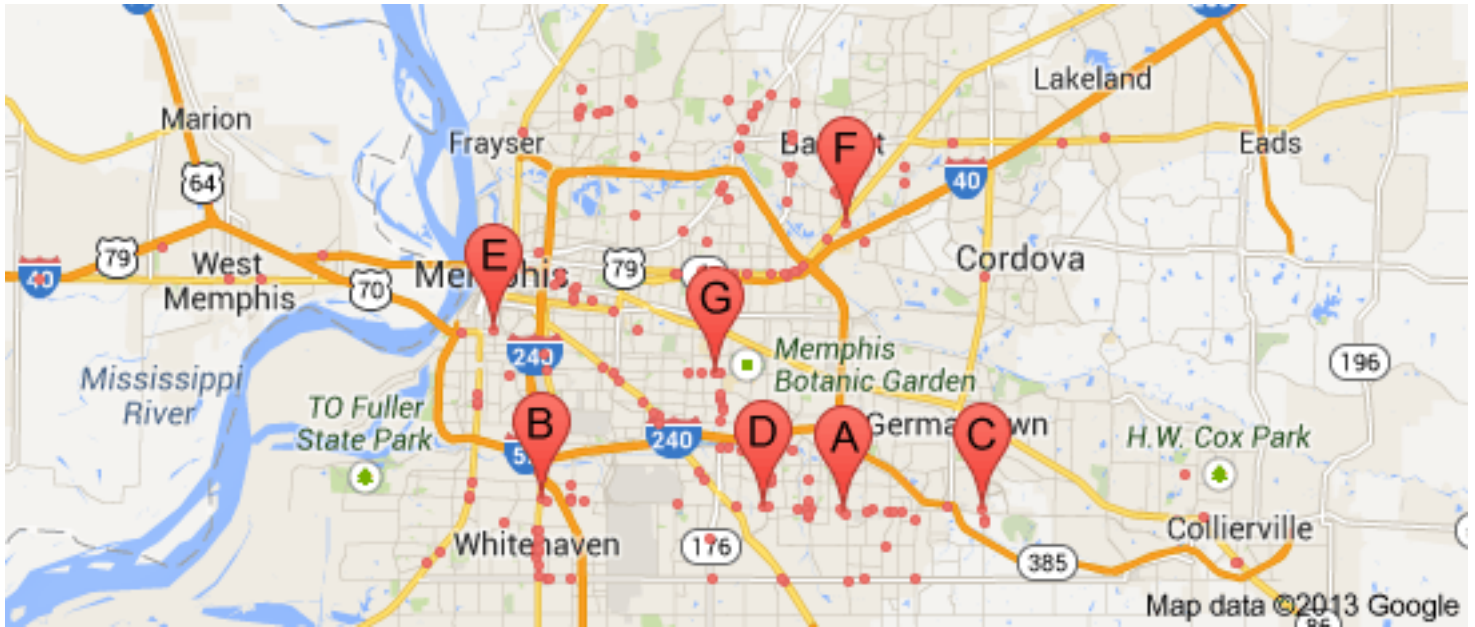 Lakeland
Marion
Frayser
F
Eads
64
40
79
West
Memphis
40
70
E
Memphis
79
Cordova
G
240
Memphis
Botanic Garden
196
Mississippi
River
TO Fuller
State Park
B
240
D
A
C
H.W. Cox Park
Whitehaven
176
385
Collierville
Map data ©2013 Google